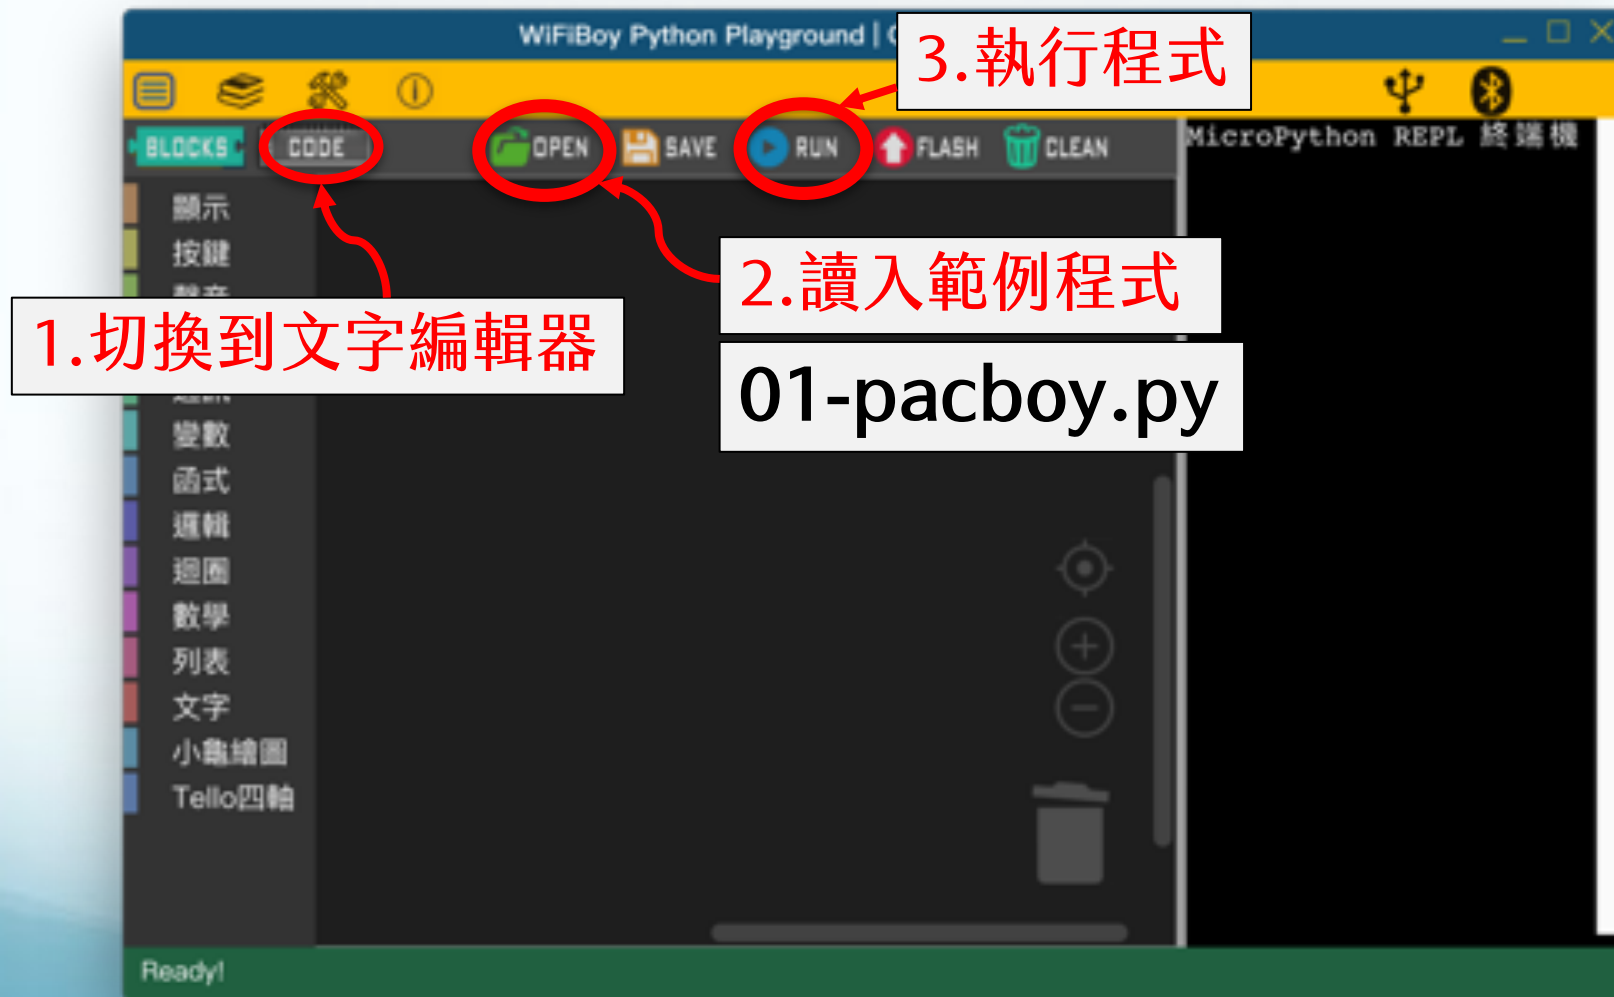 WiFiBoy Python Playground |
3.執行程式
BLOCKS CODE OPEN SAVE RUN FLASH CLEAN
MicroPython REPL 終端機
顯示
按鍵
2.讀入範例程式
1.切換到文字編輯器
01-pacboy.py
變數
函式
邏輯
迴圈
數學
列表
文字
小龜繪圖
Tello四軸
Ready!